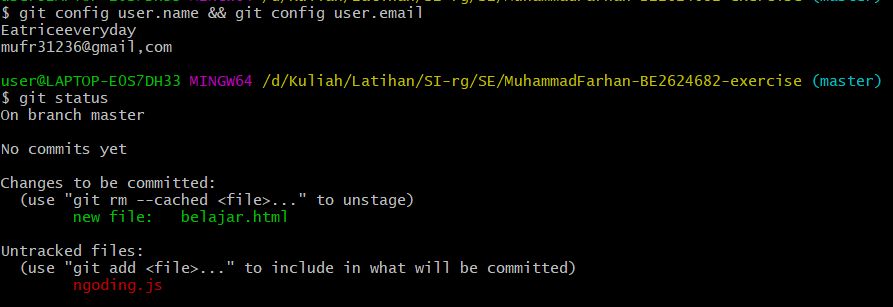 $ git config user.name && git config user.email
Eatriceeveryday
mufr31236@gmail,com
user@LAPTOP-EOS7DH33 MINGW64 /d/Kuliah/Latihan/SI-rg/SE/MuhammadFarhan-BE2624682-exercise (master)
$ git status
On branch master
No commits yet
Changes to be committed:
(use "git rm --cached <file>..." to unstage)
new file: belajar.html
Untracked files:
(use "git add <file>..." to include in what will be committed)
ngoding.js